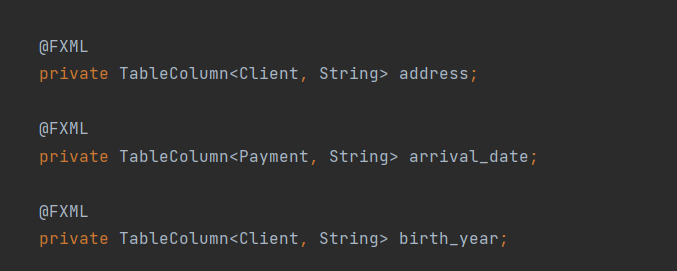 @FXML
private TableColumn<Client, String> address;
@FXML
private TableColumn<Payment, String> arrival_date;
@FXML
private TableColumn<Client, String> birth_year;